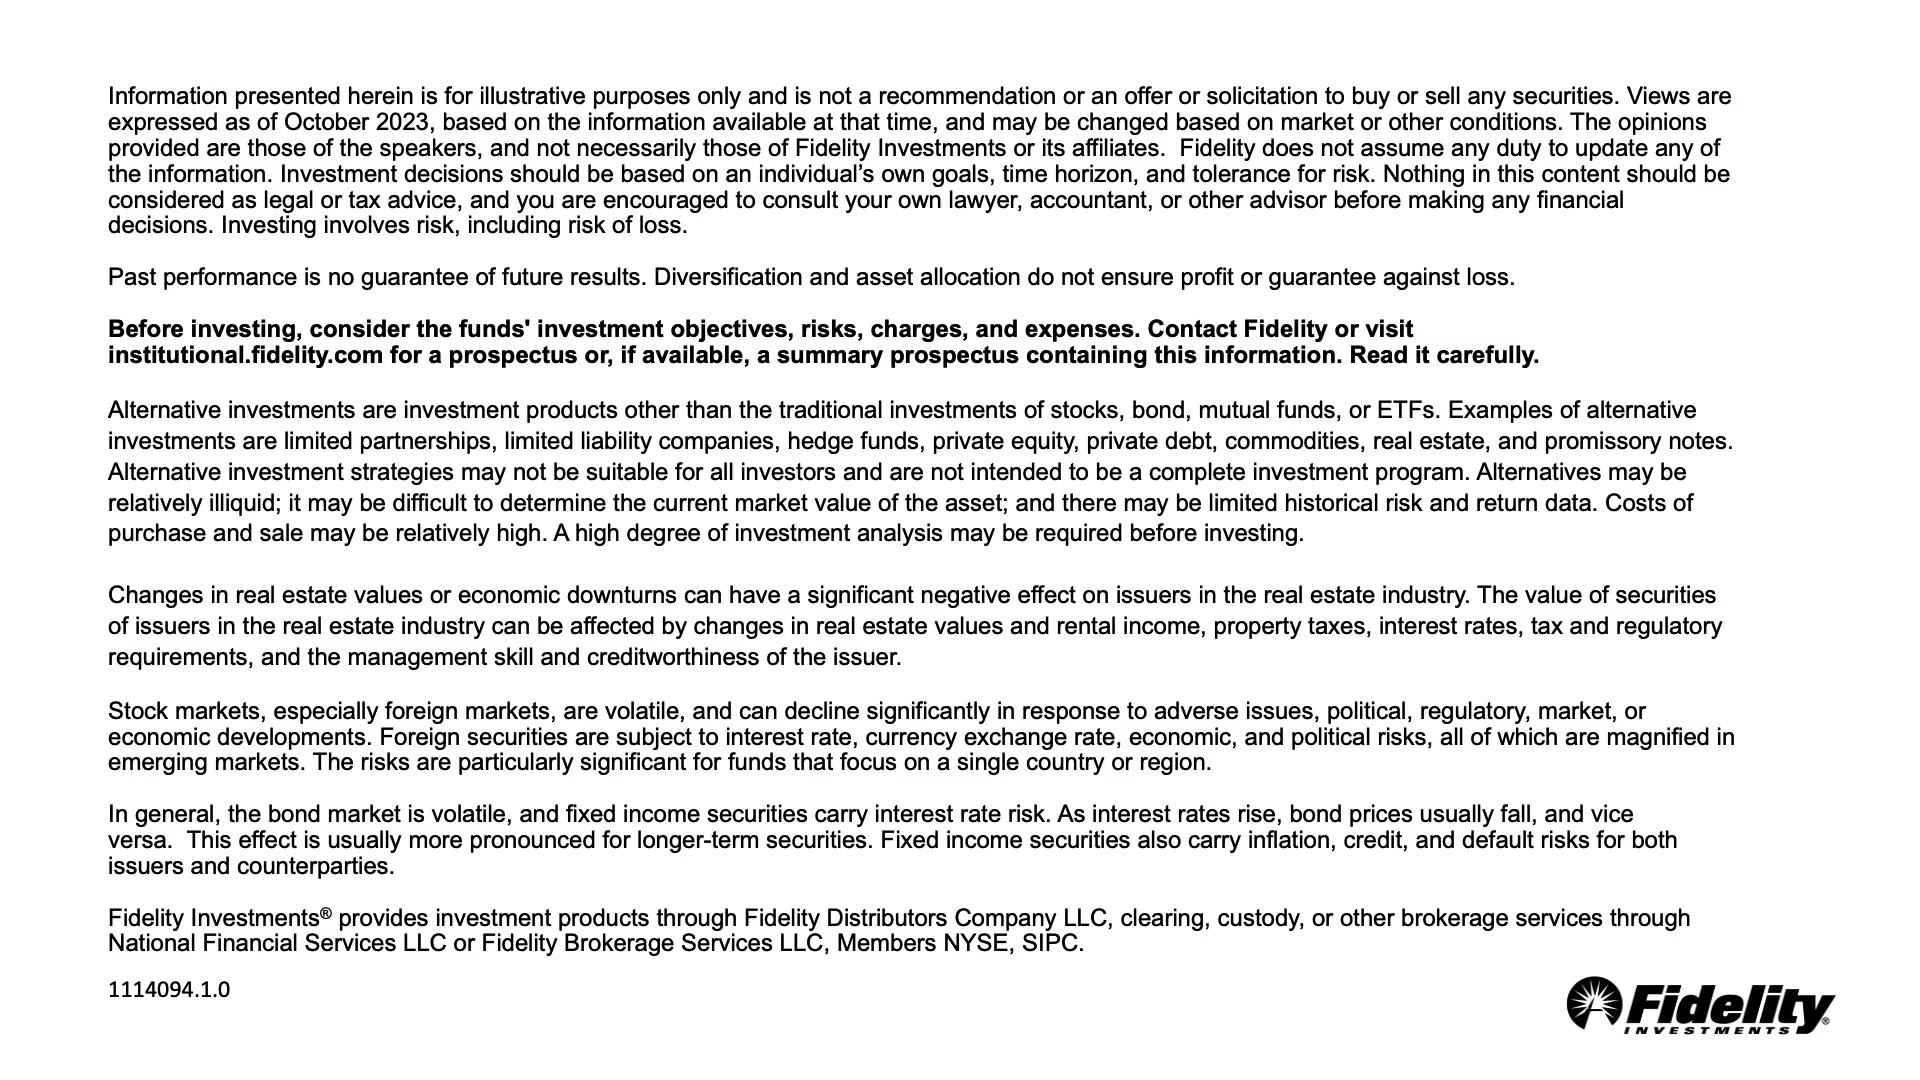 Information presented herein is for illustrative purposes only and is not a recommendation or an offer or solicitation to buy or sell any securities. Views are
expressed as of October 2023, based on the information available at that time, and may be changed based on market or other conditions. The opinions
provided are those of the speakers, and not necessarily those of Fidelity Investments or its affiliates.  Fidelity does not assume any duty to update any of
the information. Investment decisions should be based on an individual’s own goals, time horizon, and tolerance for risk. Nothing in this content should be
considered as legal or tax advice, and you are encouraged to consult your own lawyer, accountant, or other advisor before making any financial
decisions. Investing involves risk, including risk of loss.
Past performance is no guarantee of future results. Diversification and asset allocation do not ensure profit or guarantee against loss.
Before investing, consider the funds' investment objectives, risks, charges, and expenses. Contact Fidelity or visit
institutional.fidelity.com for a prospectus or, if available, a summary prospectus containing this information. Read it carefully.
Alternative investments are investment products other than the traditional investments of stocks, bond, mutual funds, or ETFs. Examples of alternative
investments are limited partnerships, limited liability companies, hedge funds, private equity, private debt, commodities, real estate, and promissory notes.
Alternative investment strategies may not be suitable for all investors and are not intended to be a complete investment program. Alternatives may be
relatively illiquid; it may be difficult to determine the current market value of the asset; and there may be limited historical risk and return data. Costs of
purchase and sale may be relatively high. A high degree of investment analysis may be required before investing.
Changes in real estate values or economic downturns can have a significant negative effect on issuers in the real estate industry. The value of securities
of issuers in the real estate industry can be affected by changes in real estate values and rental income, property taxes, interest rates, tax and regulatory
requirements, and the management skill and creditworthiness of the issuer.
Stock markets, especially foreign markets, are volatile, and can decline significantly in response to adverse issues, political, regulatory, market, or
economic developments. Foreign securities are subject to interest rate, currency exchange rate, economic, and political risks, all of which are magnified in
emerging markets. The risks are particularly significant for funds that focus on a single country or region.
In general, the bond market is volatile, and fixed income securities carry interest rate risk. As interest rates rise, bond prices usually fall, and vice
versa.  This effect is usually more pronounced for longer-term securities. Fixed income securities also carry inflation, credit, and default risks for both
issuers and counterparties.
Fidelity Investments® provides investment products through Fidelity Distributors Company LLC, clearing, custody, or other brokerage services through
National Financial Services LLC or Fidelity Brokerage Services LLC, Members NYSE, SIPC.
1114094.1.0
Fidelity®
INVESTMENTS